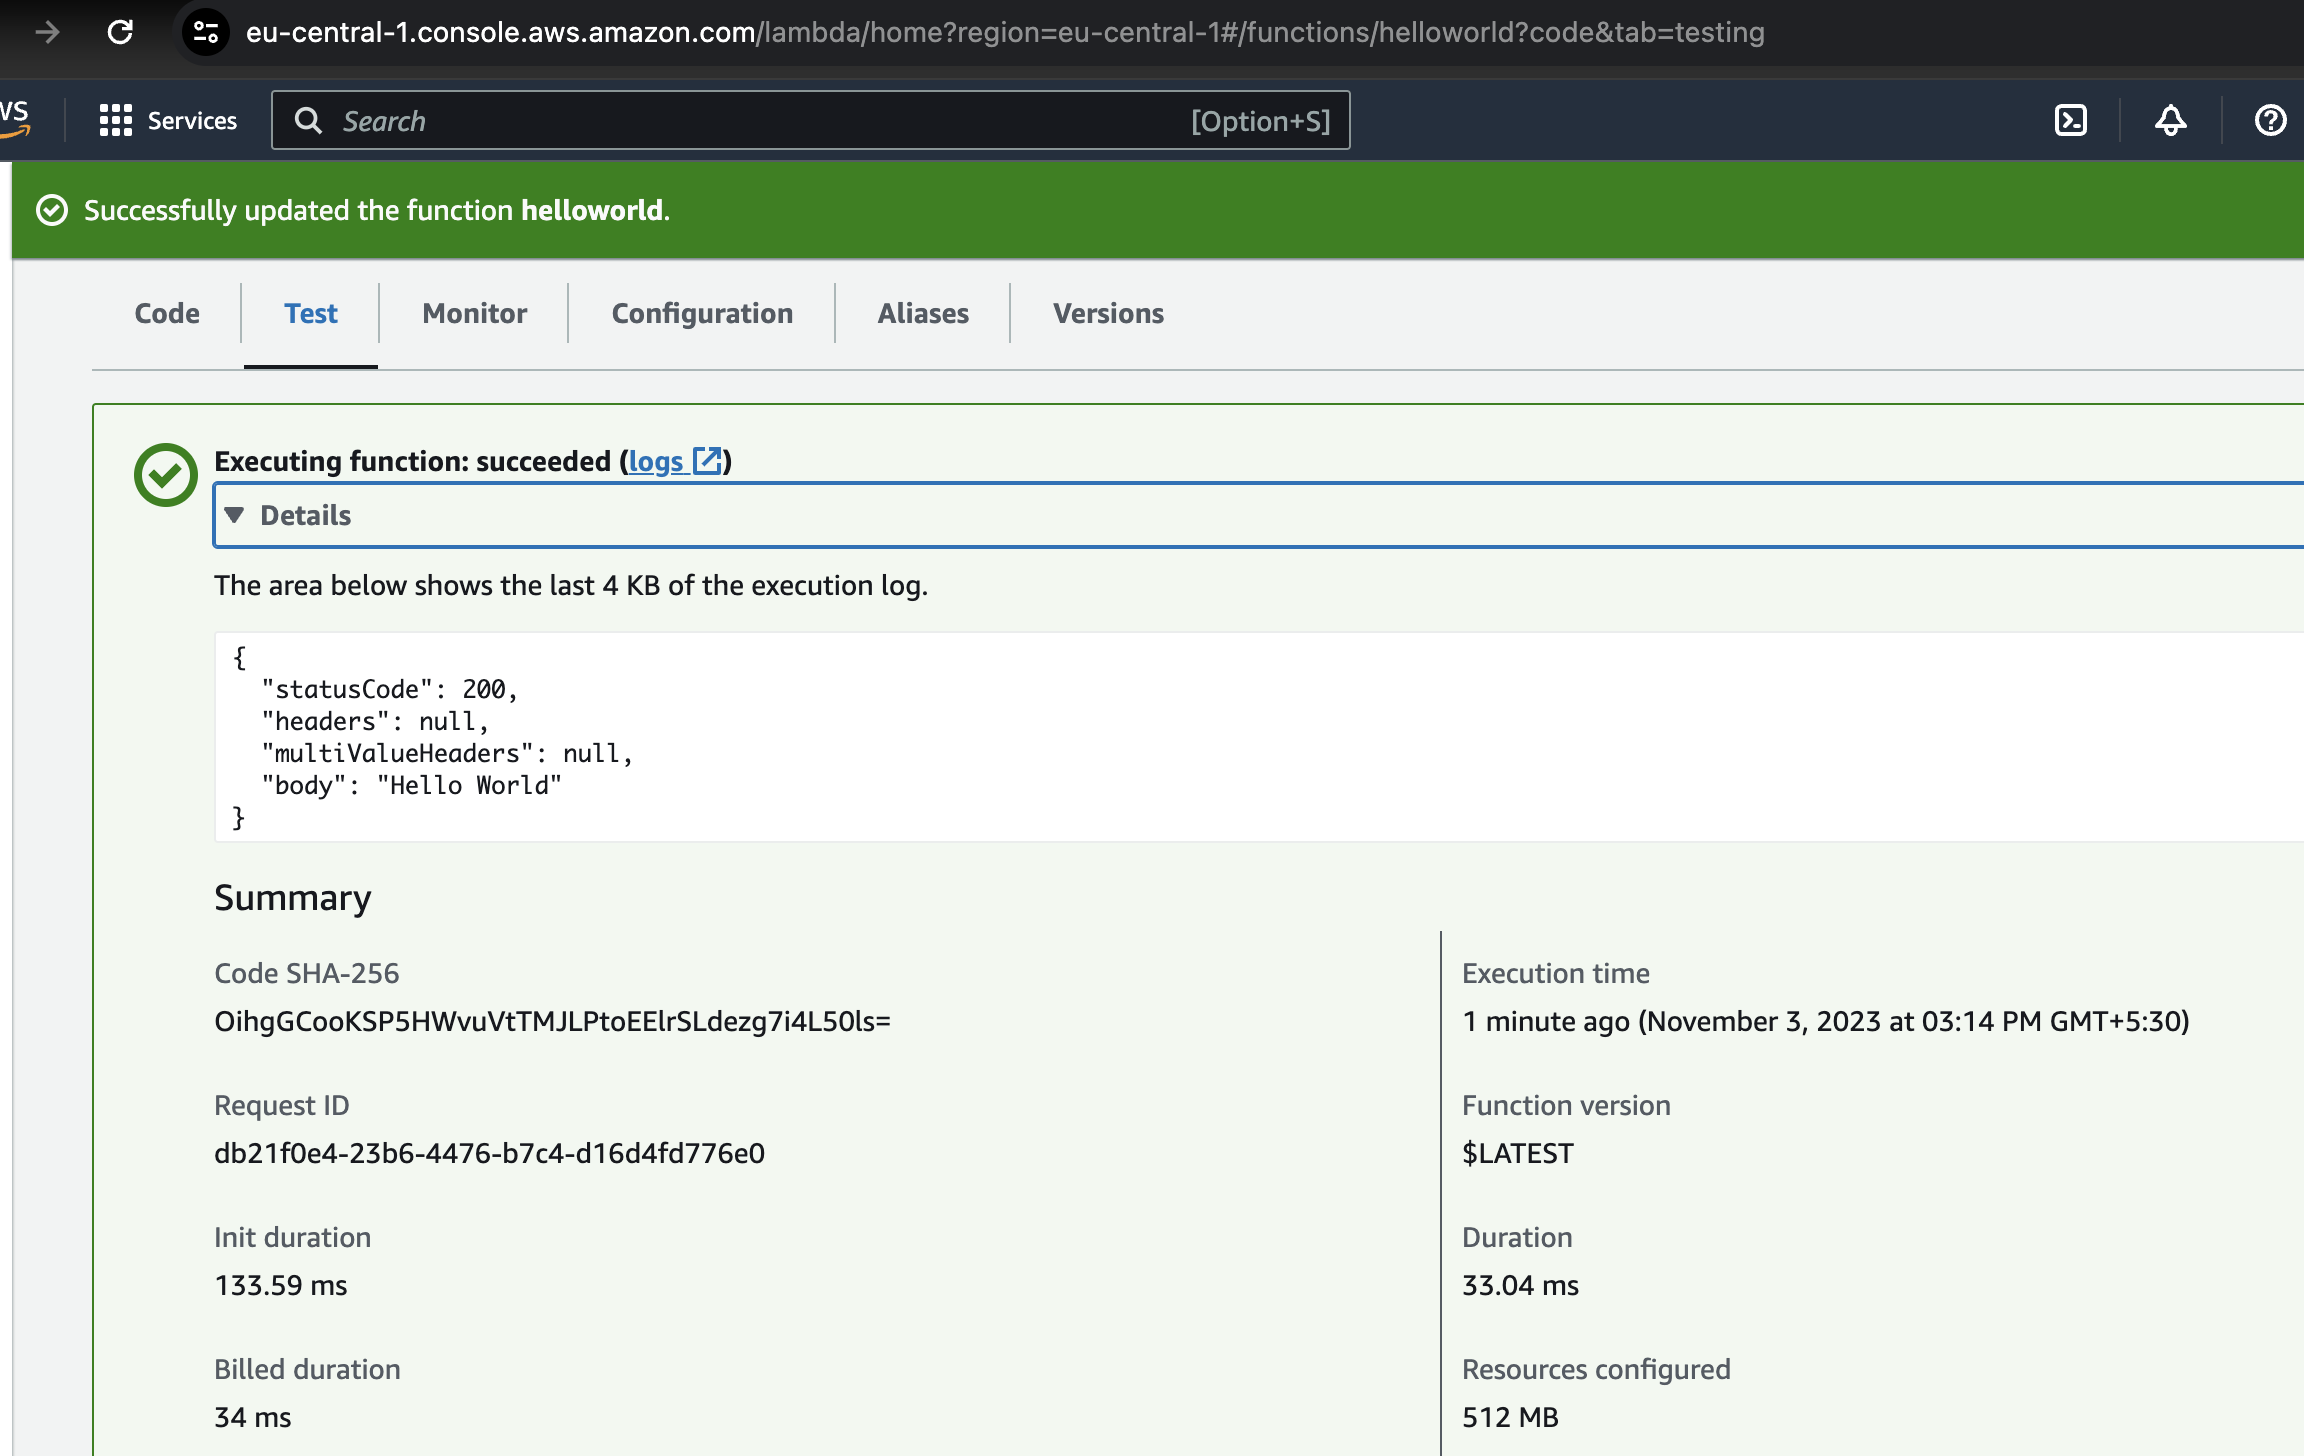 eu-central-1.console.aws.amazon.com/lambda/home?region=eu-central-1#/functions/helloworld?code&tab=testing
Services
Search
[Option+S]
Successfully updated the function helloworld.
Code
Test
Monitor
Configuration
Aliases
Versions
Executing function: succeeded (logs)
Details
The area below shows the last 4 KB of the execution log.
{
"statusCode": 200,
"headers": null,
"multiValueHeaders": null,
"body": "Hello World"
}
Summary
Code SHA-256
OihgGCooKSP5HWvuVtTMJLPtoEElrSLdezg7i4L50ls=
Execution time
1 minute ago (November 3, 2023 at 03:14 PM GMT+5:30)
Request ID
db21f0e4-23b6-4476-b7c4-d16d4fd776e0
Function version
$LATEST
Init duration
133.59 ms
Duration
33.04 ms
Billed duration
34 ms
Resources configured
512 MB